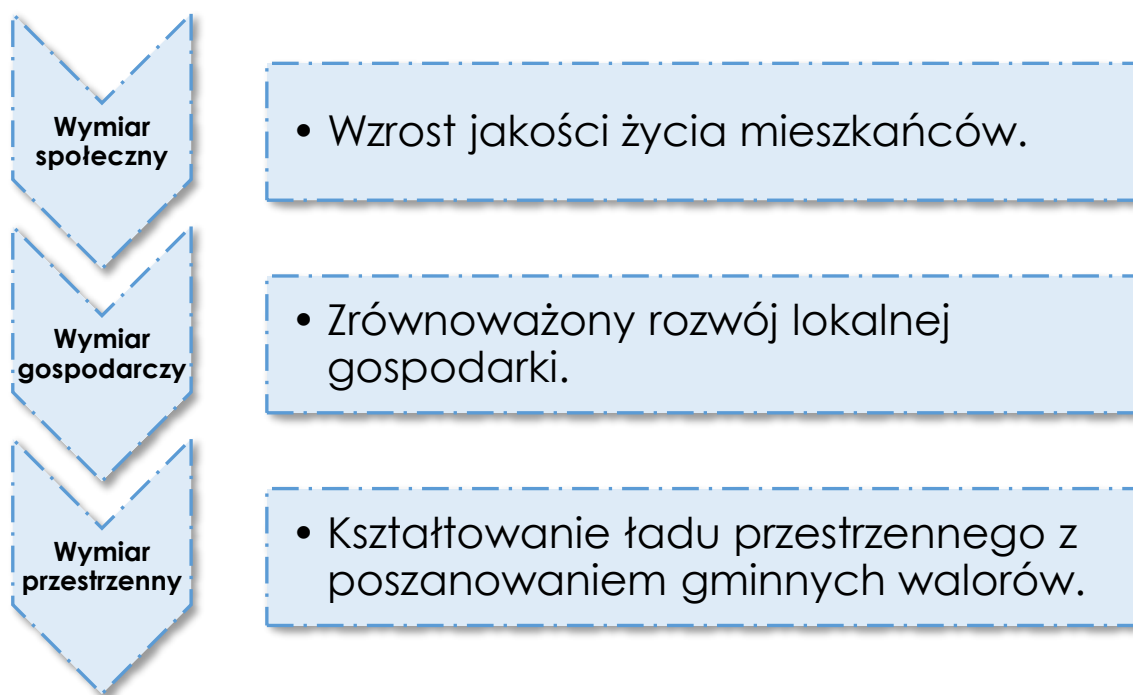 Wymiar
społeczny
• Wzrost jakości życia mieszkańców.
Wymiar
gospodarczy
• Zrównoważony rozwój lokalnej
gospodarki.
Wymiar
przestrzenny
• Kształtowanie ładu przestrzennego z
poszanowaniem gminnych walorów.